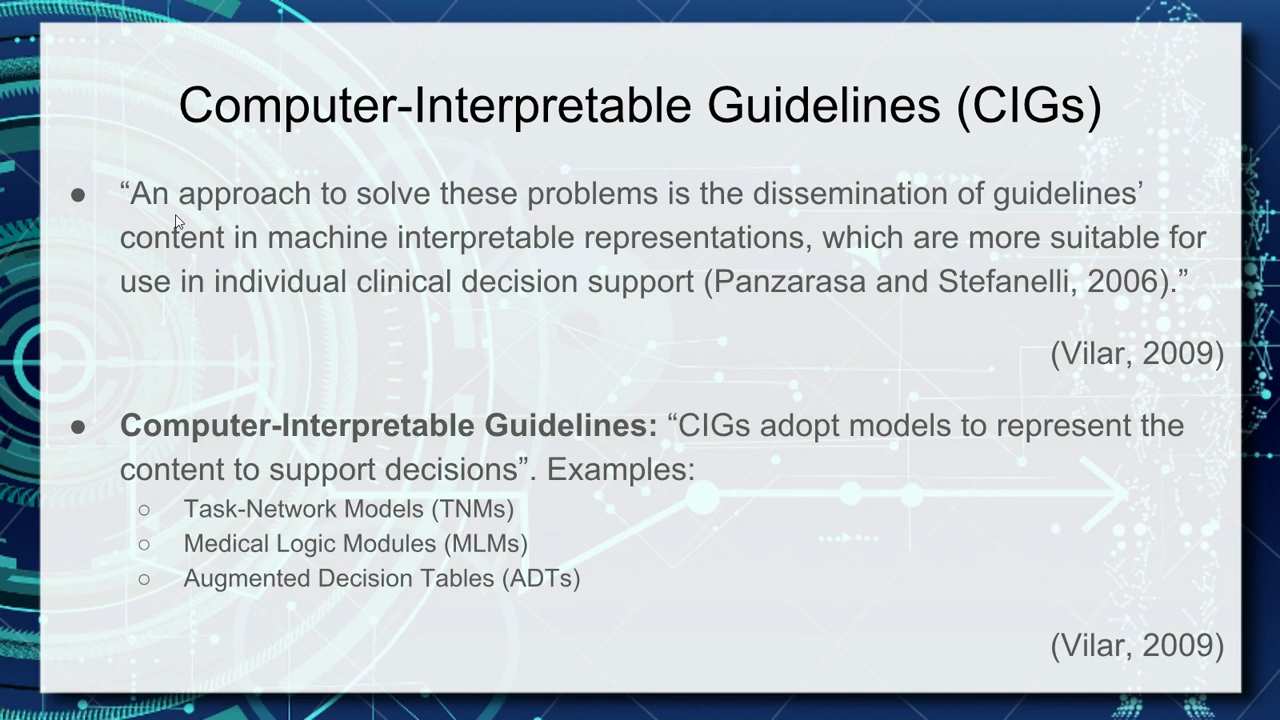 Computer-Interpretable Guidelines (CIGs)
● “An approach to solve these problems is the dissemination of guidelines’
content in machine interpretable representations, which are more suitable for
use in individual clinical decision support (Panzarasa and Stefanelli, 2006).”
(Vilar, 2009)
● Computer-Interpretable Guidelines: “CIGs adopt models to represent the
content to support decisions”. Examples:
○ Task-Network Models (TNMs)
○ Medical Logic Modules (MLMs)
○ Augmented Decision Tables (ADTs)
(Vilar, 2009)